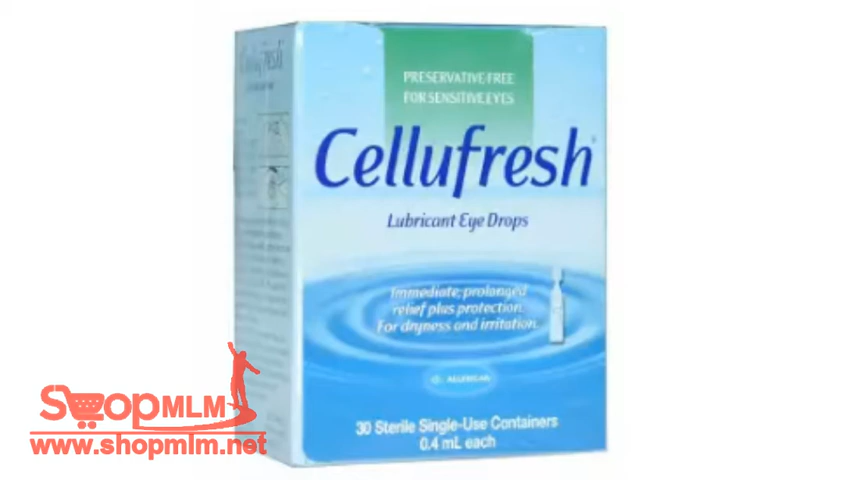 PRESERVATIVE-FREE
FOR SENSITIVE EYES
Cellufresh®
Lubricant Eye Drops
Immediate, prolonged
relief plus protection.
For dryness and irritation.
ALLERGAN
30 Sterile Single-Use Containers
0.4 mL each
Cellufresh
ShopMLM
www.shopmlm.net